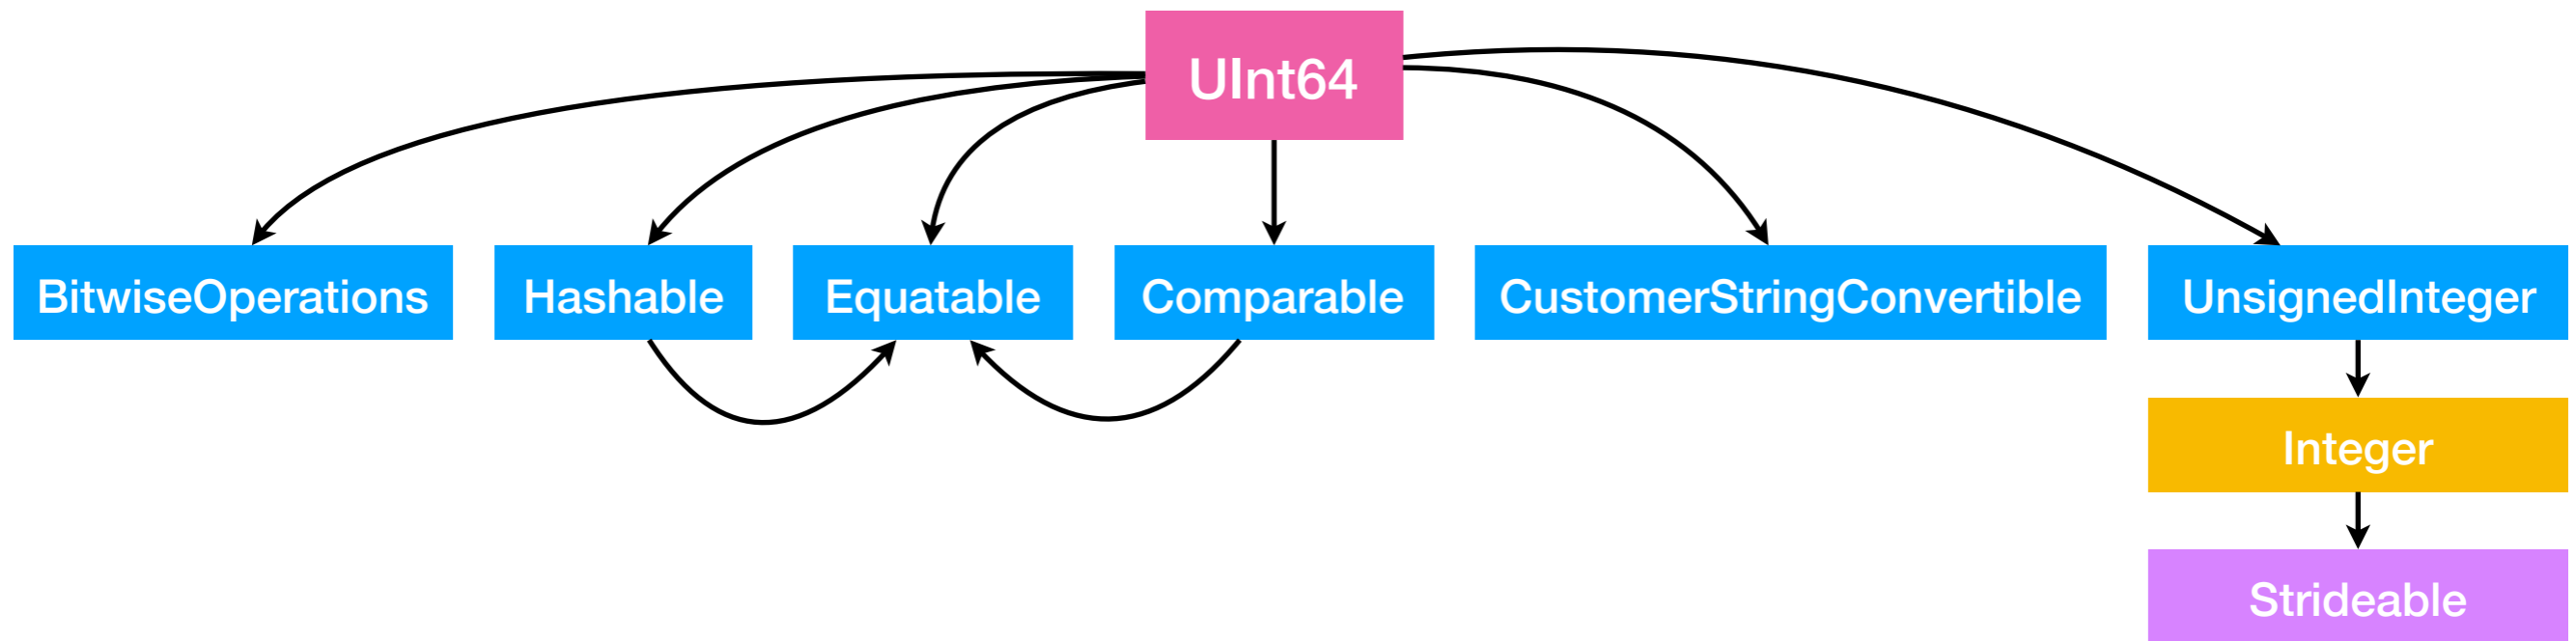 UInt64
BitwiseOperations
Hashable
Equatable
Comparable
CustomerStringConvertible
UnsignedInteger
Integer
Strideable